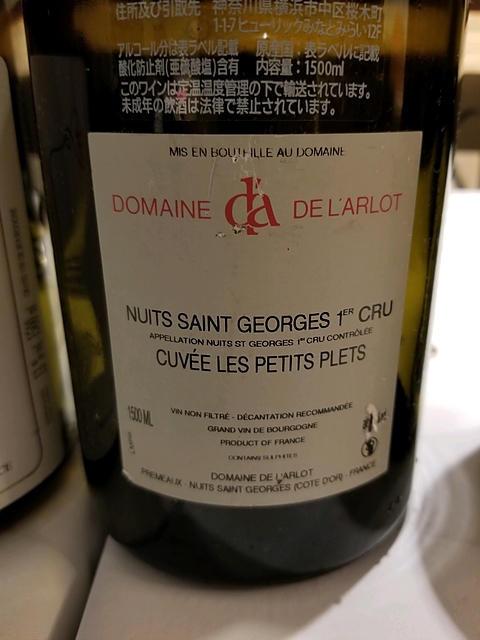 住所及び引取先 神奈川県横浜市中区桜木町
1-1-7ヒューリックみなとみらい12F
アルコール分は表ラベルに記載 原産国：表ラベルに記載
酸化防止剤(亜硫酸塩)含有 内容量：1500ml
このワインは定温温度管理の下で輸送されています。
未成年の飲酒は法律で禁止されています。
MIS EN BOUTEILLE AU DOMAINE
DOMAINE d'a DE L'ARLOT
NUITS SAINT GEORGES 1ER CRU
APPELLATION NUITS ST GEORGES 1er CRU CONTRÔLÉE
CUVÉE LES PETITS PLETS
1500 ML
VIN NON FILTRÉ - DÉCANTATION RECOMMANDÉE
GRAND VIN DE BOURGOGNE
PRODUCT OF FRANCE
CONTAINS SULPHITES
DOMAINE DE L'ARLOT
PREMEAUX - NUITS SAINT GEORGES (COTE D'OR) - FRANCE